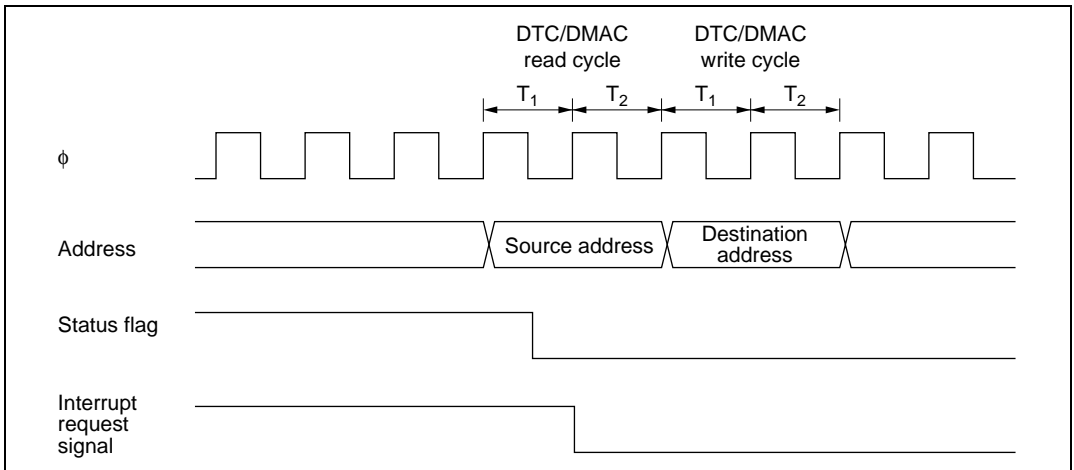 DTC/DMAC DTC/DMAC
read cycle write cycle
T₁ T₂ T₁ T₂
ϕ
Address
Source address
Destination
address
Status flag
Interrupt
request
signal